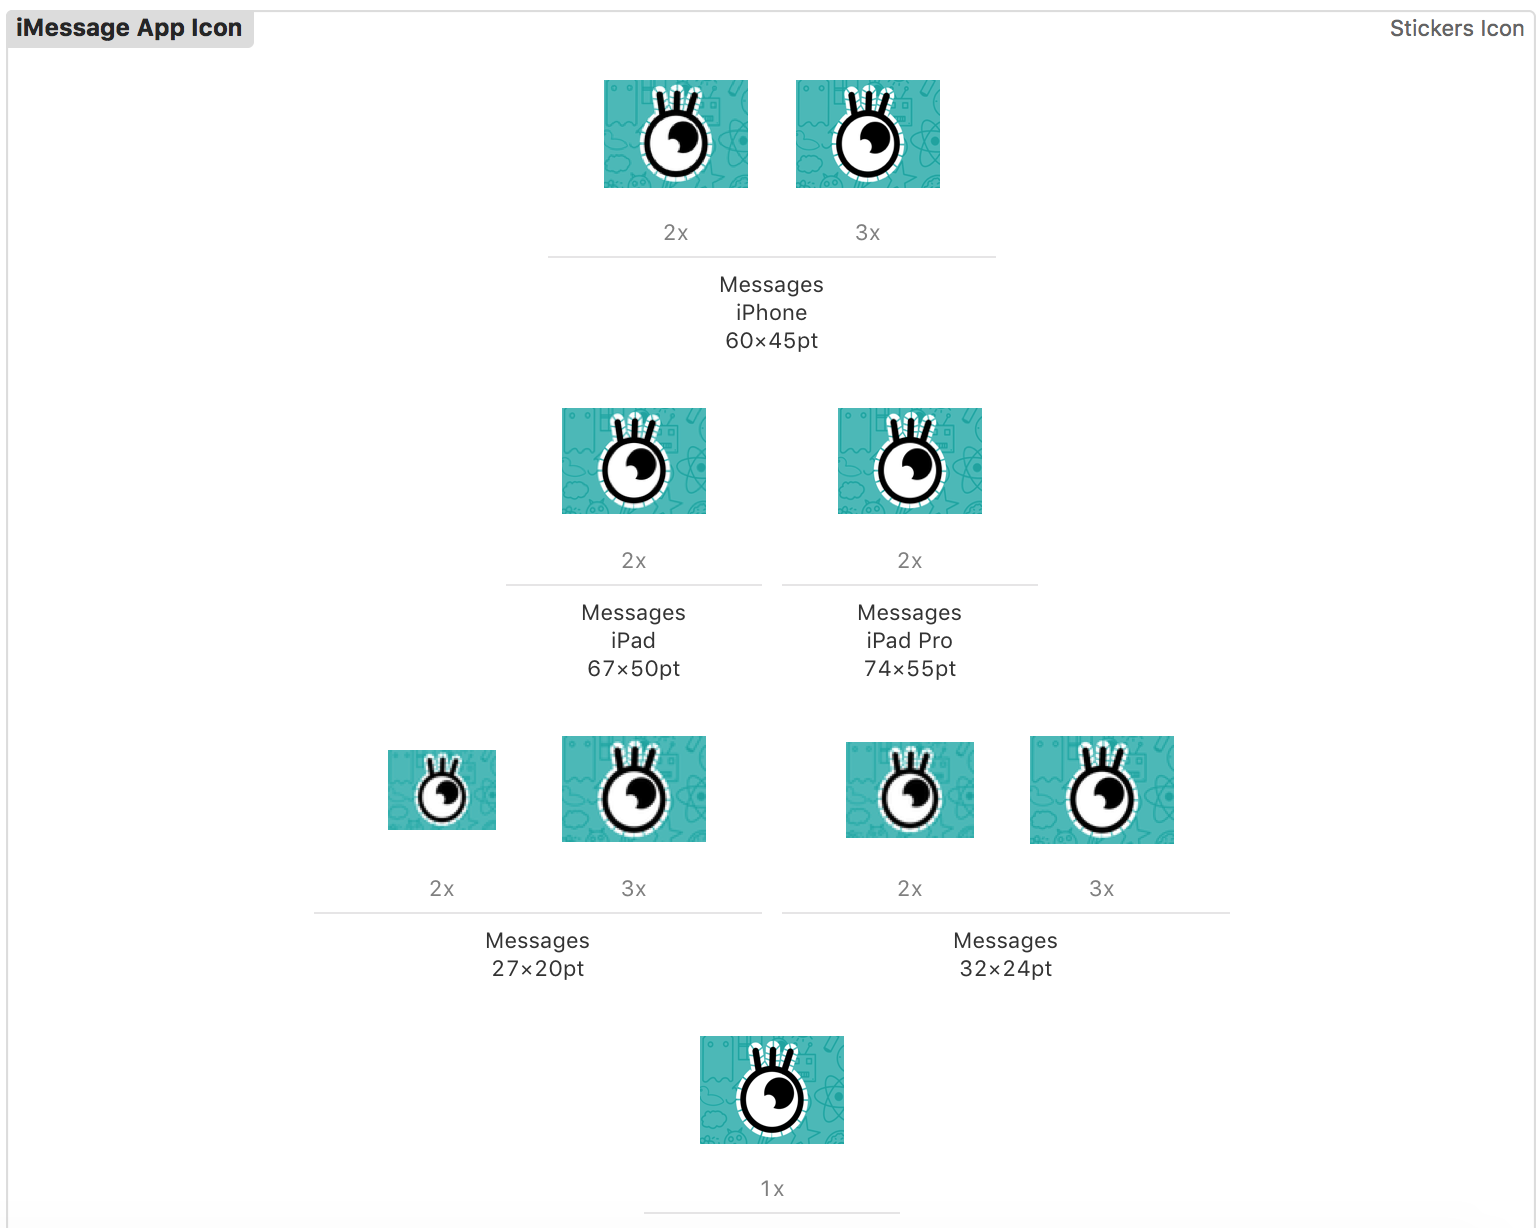 iMessage App Icon
Stickers Icon
2x
3x
Messages
iPhone
60×45pt
2x
2x
Messages
iPad
67×50pt
Messages
iPad Pro
74×55pt
2x
3x
2x
3x
Messages
27×20pt
Messages
32×24pt
1x